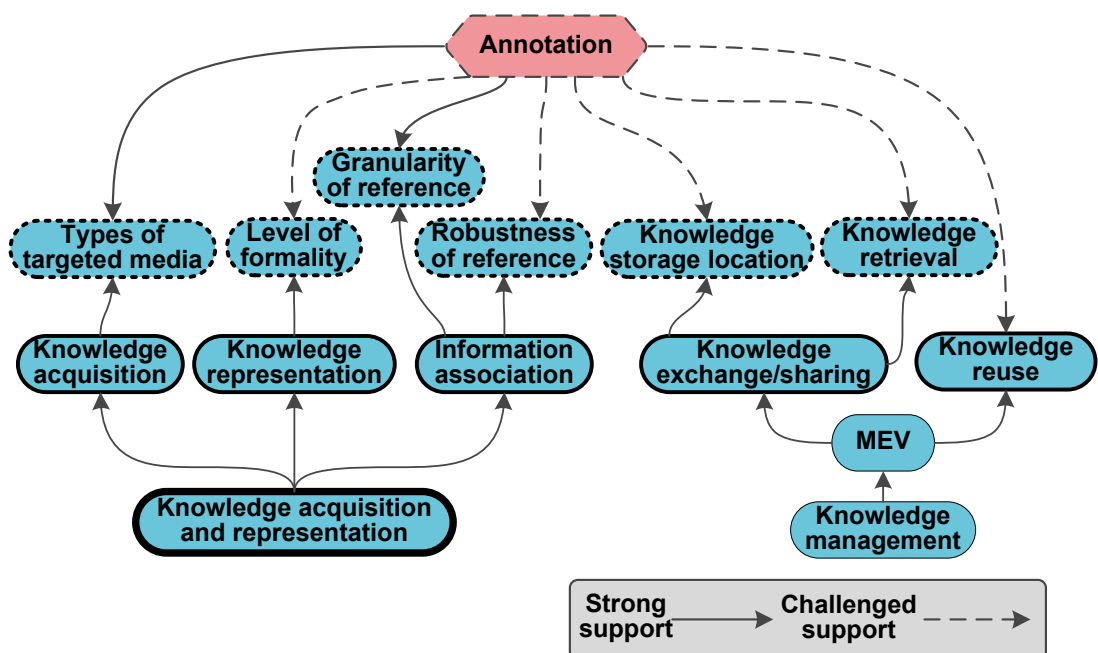 Annotation
Granularity
of reference
Types of
targeted media
Level of
formality
Robustness
of reference
Knowledge
storage location
Knowledge
retrieval
Knowledge
acquisition
Knowledge
representation
Information
association
Knowledge
exchange/sharing
Knowledge
reuse
MEV
Knowledge acquisition
and representation
Knowledge
management
Strong
support
Challenged
support